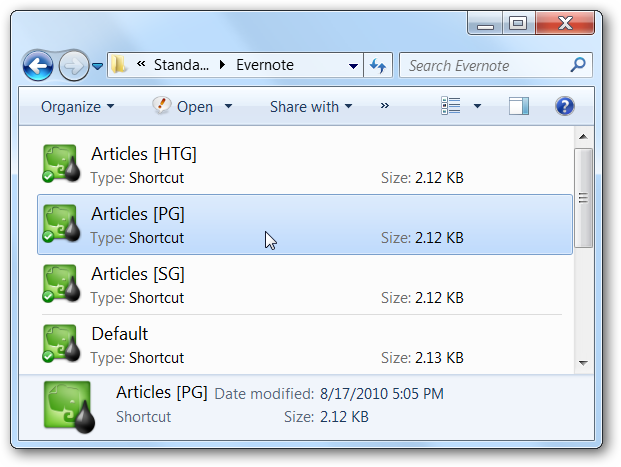 « Standa... ▸ Evernote Search Evernote
Organize Open Share with »
Articles [HTG]
Type: Shortcut Size: 2.12 KB
Articles [PG]
Type: Shortcut Size: 2.12 KB
Articles [SG]
Type: Shortcut Size: 2.12 KB
Default
Type: Shortcut Size: 2.13 KB
Articles [PG] Date modified: 8/17/2010 5:05 PM
Shortcut Size: 2.12 KB